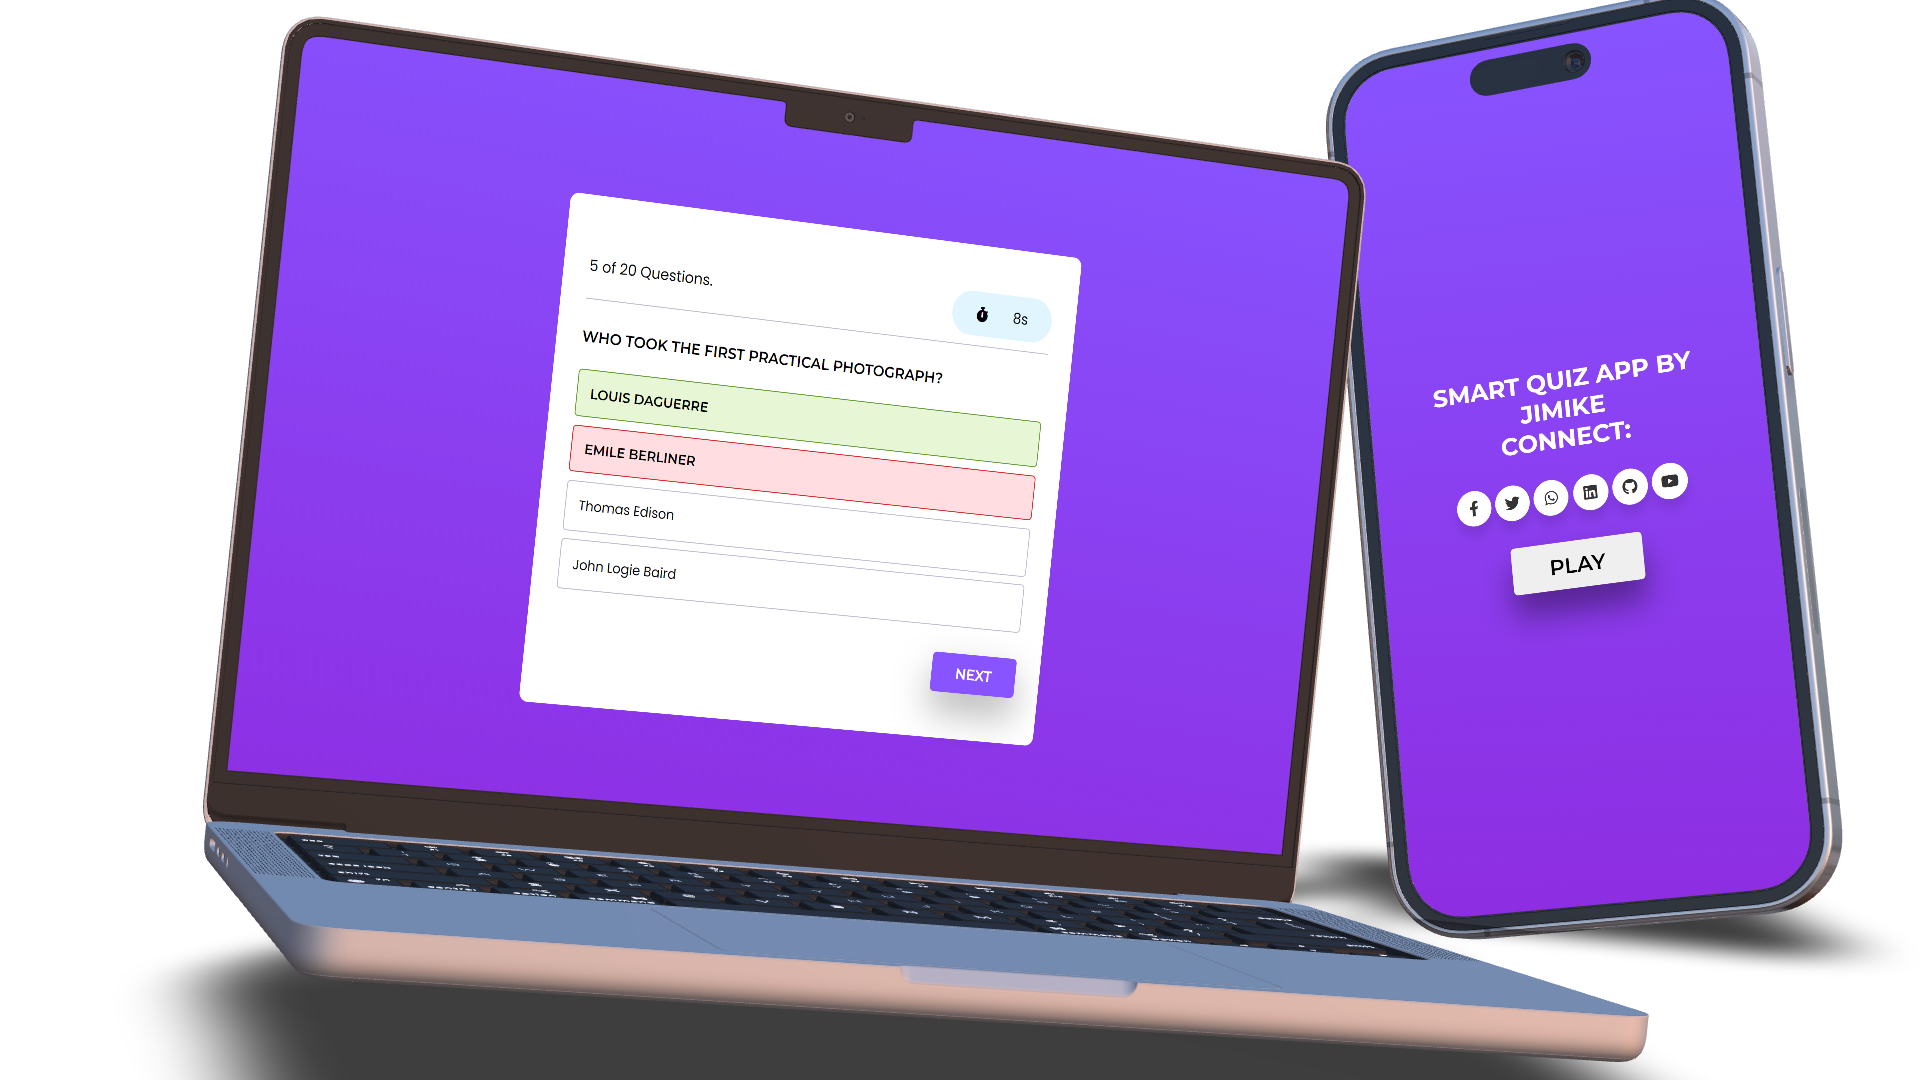 5 of 20 Questions.
8s
WHO TOOK THE FIRST PRACTICAL PHOTOGRAPH?
LOUIS DAGUERRE
EMILE BERLINER
Thomas Edison
John Logie Baird
NEXT
SMART QUIZ APP BY
JIMIKE
CONNECT:
PLAY